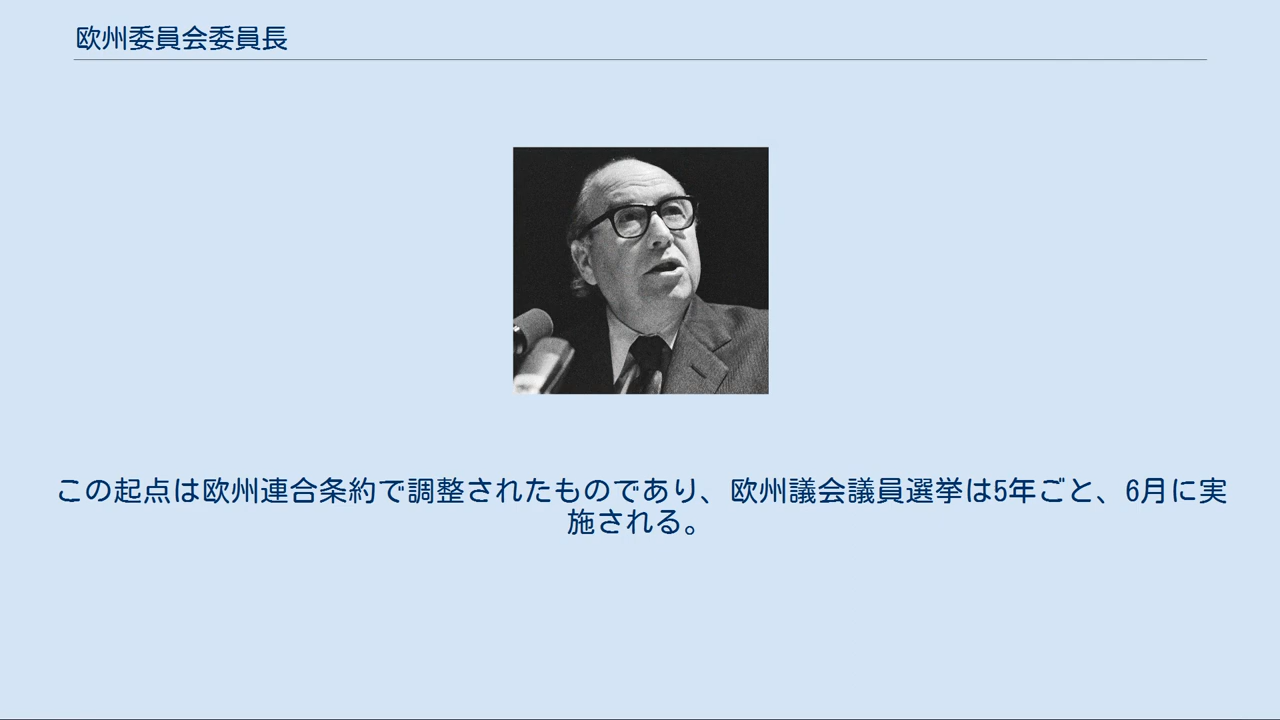 欧州委員会委員長
この起点は欧州連合条約で調整されたものであり、欧州議会議員選挙は5年ごと、6月に実
施される。